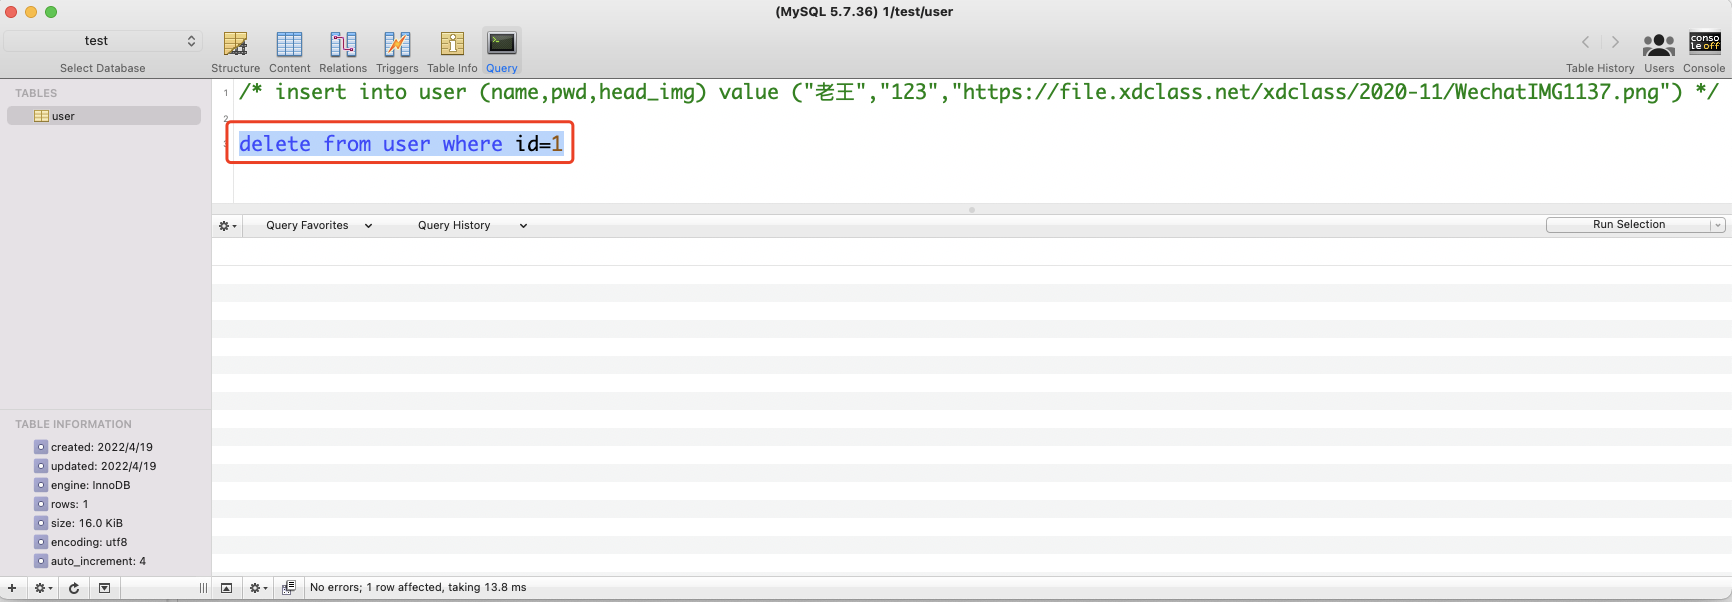 (MySQL 5.7.36) 1/test/user
test
Select Database
Structure Content Relations Triggers Table Info Query
Table History Users Console
conso
le off
TABLES
user
1 /* insert into user (name,pwd,head_img) value ("老王","123","https://file.xdclass.net/xdclass/2020-11/WechatIMG1137.png") */
2
3 delete from user where id=1
Query Favorites Query History Run Selection
TABLE INFORMATION
created: 2022/4/19
updated: 2022/4/19
engine: InnoDB
rows: 1
size: 16.0 KiB
encoding: utf8
auto_increment: 4
No errors; 1 row affected, taking 13.8 ms